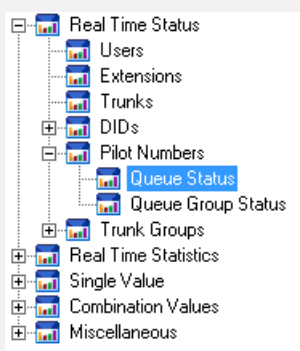 Real Time Status
Users
Extensions
Trunks
DIDs
Pilot Numbers
Queue Status
Queue Group Status
Trunk Groups
Real Time Statistics
Single Value
Combination Values
Miscellaneous